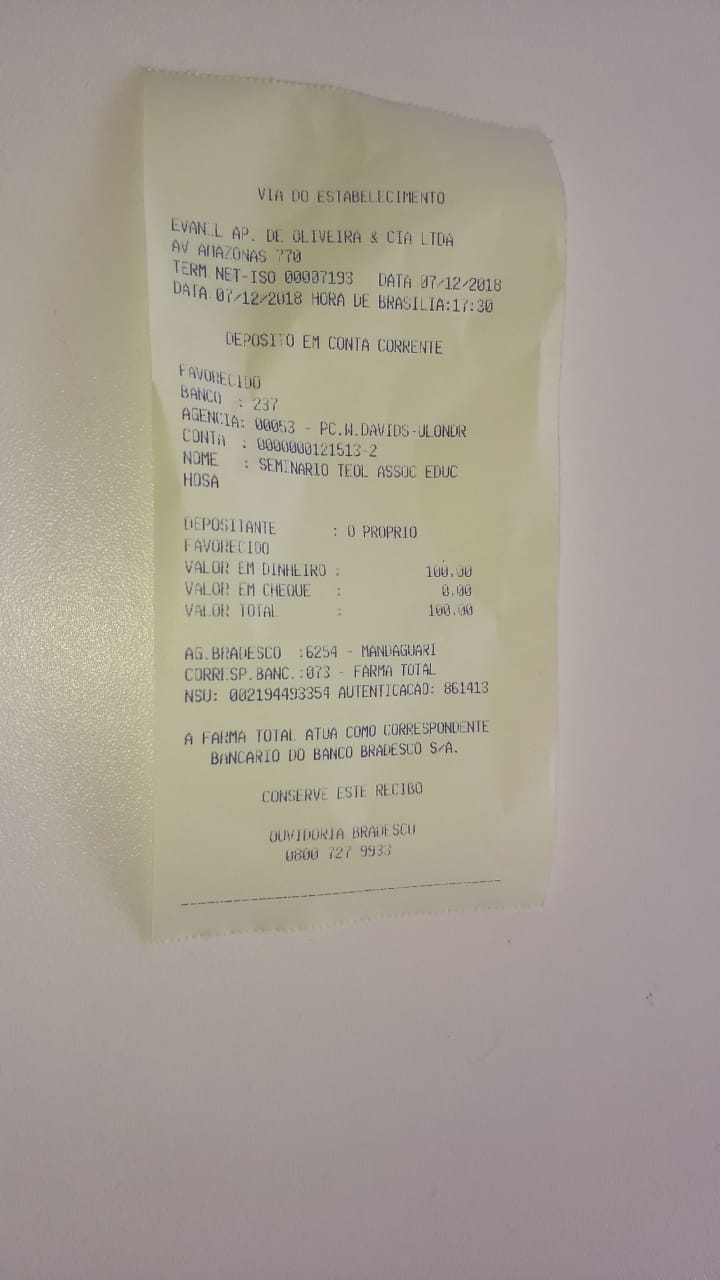 VIA DO ESTABELECIMENTO
AP. DE OLIVEIRA & CIA LTDA
AV AMAZONAS 770
TERM.NET-ISO 00007193 DATA 07/12/2018
DATA 07/12/2018 HORA DE BRASILIA:17:30
DEPOSITO EM CONTA CORRENTE
FAVORECIDO
BANCO : 237
AGENCIA: 00053 - PC.W.DAVIDS-ULONDR
CONTA : 0000000121513-2
NOME : SEMINARIO TEOL ASSOC EDUC
HOSA
DEPOSITANTE : O PROPRIO
FAVORECIDO
VALOR EM DINHEIRO : 100,00
VALOR EM CHEQUE : 0,00
VALOR TOTAL : 100,00
AG.BRADESCO :6254 - MANDAGUARI
CORRESP.BANC.:073 - FARMA TOTAL
NSU: 002194493354 AUTENTICACAO: 861413
A FARMA TOTAL ATUA COMO CORRESPONDENTE
BANCARIO DO BANCO BRADESCO S/A.
CONSERVE ESTE RECIBO
OUVIDORIA BRADESCO
0800 727 9933